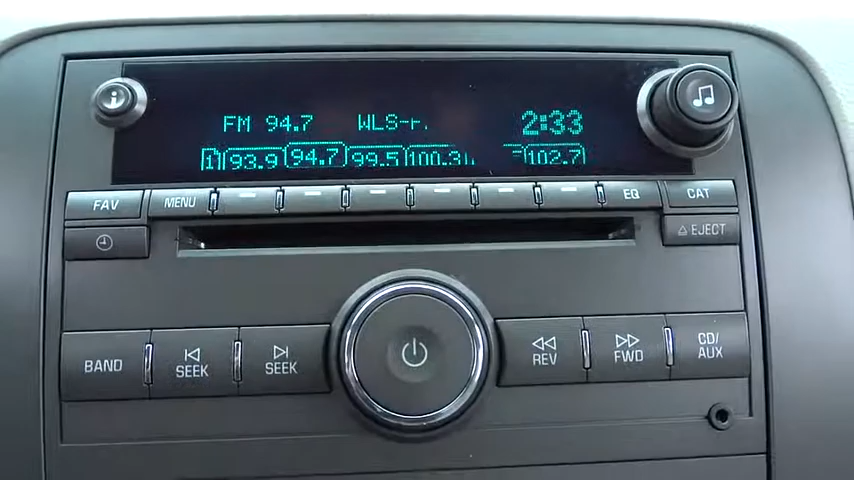 FM 94.7 WLS- 2:33
1 93.9 94.7 99.5 100.3 102.7
FAV MENU EQ CAT
EJECT
BAND SEEK SEEK REV FWD CD/
AUX